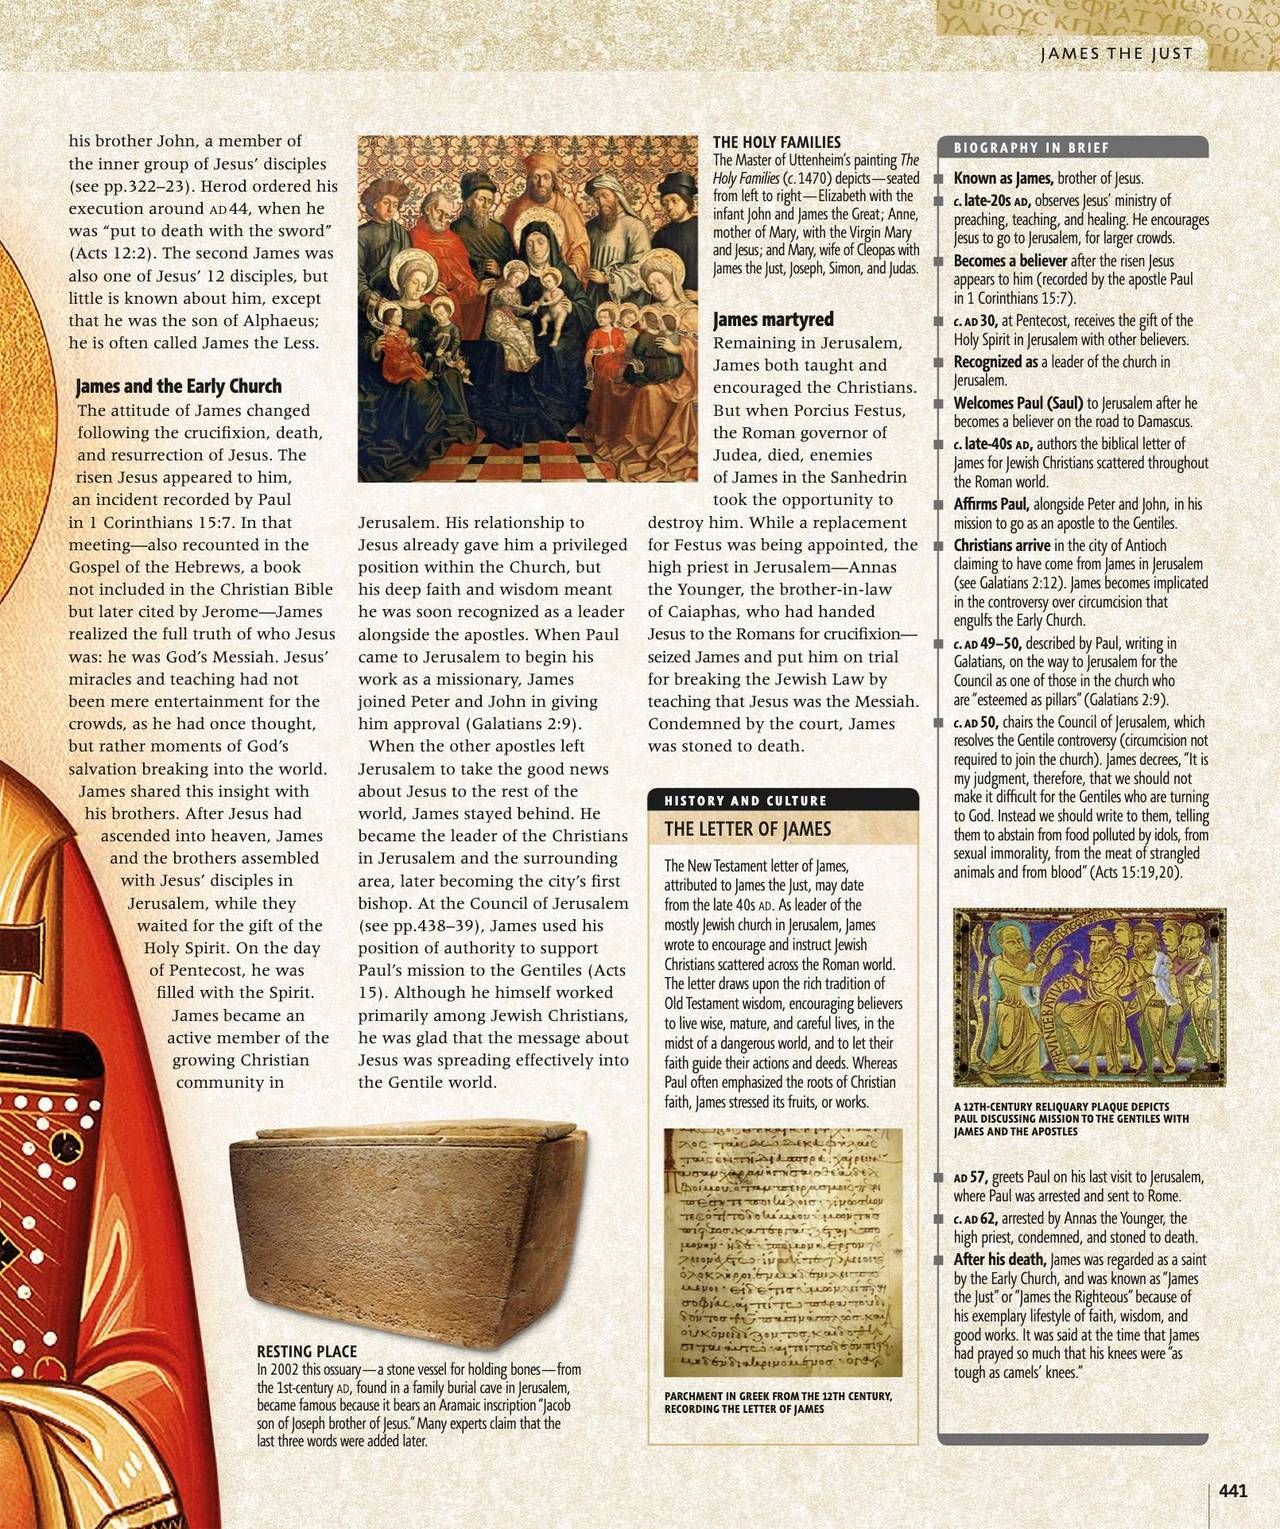 JAMES THE JUST
his brother John, a member of
the inner group of Jesus’ disciples
(see pp.322–23). Herod ordered his
execution around AD 44, when he
was “put to death with the sword”
(Acts 12:2). The second James was
also one of Jesus’ 12 disciples, but
little is known about him, except
that he was the son of Alphaeus;
he is often called James the Less.
James and the Early Church
The attitude of James changed
following the crucifixion, death,
and resurrection of Jesus. The
risen Jesus appeared to him,
an incident recorded by Paul
in 1 Corinthians 15:7. In that
meeting—also recounted in the
Gospel of the Hebrews, a book
not included in the Christian Bible
but later cited by Jerome—James
realized the full truth of who Jesus
was: he was God’s Messiah. Jesus’
miracles and teaching had not
been mere entertainment for the
crowds, as he had once thought,
but rather moments of God’s
salvation breaking into the world.
James shared this insight with
his brothers. After Jesus had
ascended into heaven, James
and the brothers assembled
with Jesus’ disciples in
Jerusalem, while they
waited for the gift of the
Holy Spirit. On the day
of Pentecost, he was
filled with the Spirit.
James became an
active member of the
growing Christian
community in
Jerusalem. His relationship to
Jesus already gave him a privileged
position within the Church, but
his deep faith and wisdom meant
he was soon recognized as a leader
alongside the apostles. When Paul
came to Jerusalem to begin his
work as a missionary, James
joined Peter and John in giving
him approval (Galatians 2:9).
When the other apostles left
Jerusalem to take the good news
about Jesus to the rest of the
world, James stayed behind. He
became the leader of the Christians
in Jerusalem and the surrounding
area, later becoming the city’s first
bishop. At the Council of Jerusalem
(see pp.438–39), James used his
position of authority to support
Paul’s mission to the Gentiles (Acts
15). Although he himself worked
primarily among Jewish Christians,
he was glad that the message about
Jesus was spreading effectively into
the Gentile world.
THE HOLY FAMILIES
The Master of Uttenheim’s painting The
Holy Families (c.1470) depicts—seated
from left to right—Elizabeth with the
infant John and James the Great; Anne,
mother of Mary, with the Virgin Mary
and Jesus; and Mary, wife of Cleopas with
James the Just, Joseph, Simon, and Judas.
James martyred
Remaining in Jerusalem,
James both taught and
encouraged the Christians.
But when Porcius Festus,
the Roman governor of
Judea, died, enemies
of James in the Sanhedrin
took the opportunity to
destroy him. While a replacement
for Festus was being appointed, the
high priest in Jerusalem—Annas
the Younger, the brother-in-law
of Caiaphas, who had handed
Jesus to the Romans for crucifixion—
seized James and put him on trial
for breaking the Jewish Law by
teaching that Jesus was the Messiah.
Condemned by the court, James
was stoned to death.
RESTING PLACE
In 2002 this ossuary—a stone vessel for holding bones—from
the 1st-century AD, found in a family burial cave in Jerusalem,
became famous because it bears an Aramaic inscription “Jacob
son of Joseph brother of Jesus.” Many experts claim that the
last three words were added later.
HISTORY AND CULTURE
THE LETTER OF JAMES
The New Testament letter of James,
attributed to James the Just, may date
from the late 40s AD. As leader of the
mostly Jewish church in Jerusalem, James
wrote to encourage and instruct Jewish
Christians scattered across the Roman world.
The letter draws upon the rich tradition of
Old Testament wisdom, encouraging believers
to live wise, mature, and careful lives, in the
midst of a dangerous world, and to let their
faith guide their actions and deeds. Whereas
Paul often emphasized the roots of Christian
faith, James stressed its fruits, or works.
PARCHMENT IN GREEK FROM THE 12TH CENTURY,
RECORDING THE LETTER OF JAMES
BIOGRAPHY IN BRIEF
Known as James, brother of Jesus.
c. late-20s AD, observes Jesus’ ministry of
preaching, teaching, and healing. He encourages
Jesus to go to Jerusalem, for larger crowds.
Becomes a believer after the risen Jesus
appears to him (recorded by the apostle Paul
in 1 Corinthians 15:7).
c. AD 30, at Pentecost, receives the gift of the
Holy Spirit in Jerusalem with other believers.
Recognized as a leader of the church in
Jerusalem.
Welcomes Paul (Saul) to Jerusalem after he
becomes a believer on the road to Damascus.
c. late-40s AD, authors the biblical letter of
James for Jewish Christians scattered throughout
the Roman world.
Affirms Paul, alongside Peter and John, in his
mission to go as an apostle to the Gentiles.
Christians arrive in the city of Antioch
claiming to have come from James in Jerusalem
(see Galatians 2:12). James becomes implicated
in the controversy over circumcision that
engulfs the Early Church.
c. AD 49–50, described by Paul, writing in
Galatians, on the way to Jerusalem for the
Council as one of those in the church who
are “esteemed as pillars” (Galatians 2:9).
c. AD 50, chairs the Council of Jerusalem, which
resolves the Gentile controversy (circumcision not
required to join the church). James decrees, “It is
my judgment, therefore, that we should not
make it difficult for the Gentiles who are turning
to God. Instead we should write to them, telling
them to abstain from food polluted by idols, from
sexual immorality, from the meat of strangled
animals and from blood” (Acts 15:19,20).
A 12TH-CENTURY RELIQUARY PLAQUE DEPICTS
PAUL DISCUSSING MISSION TO THE GENTILES WITH
JAMES AND THE APOSTLES
AD 57, greets Paul on his last visit to Jerusalem,
where Paul was arrested and sent to Rome.
c. AD 62, arrested by Annas the Younger, the
high priest, condemned, and stoned to death.
After his death, James was regarded as a saint
by the Early Church, and was known as “James
the Just” or “James the Righteous” because of
his exemplary lifestyle of faith, wisdom, and
good works. It was said at the time that James
had prayed so much that his knees were “as
tough as camels’ knees.”
441